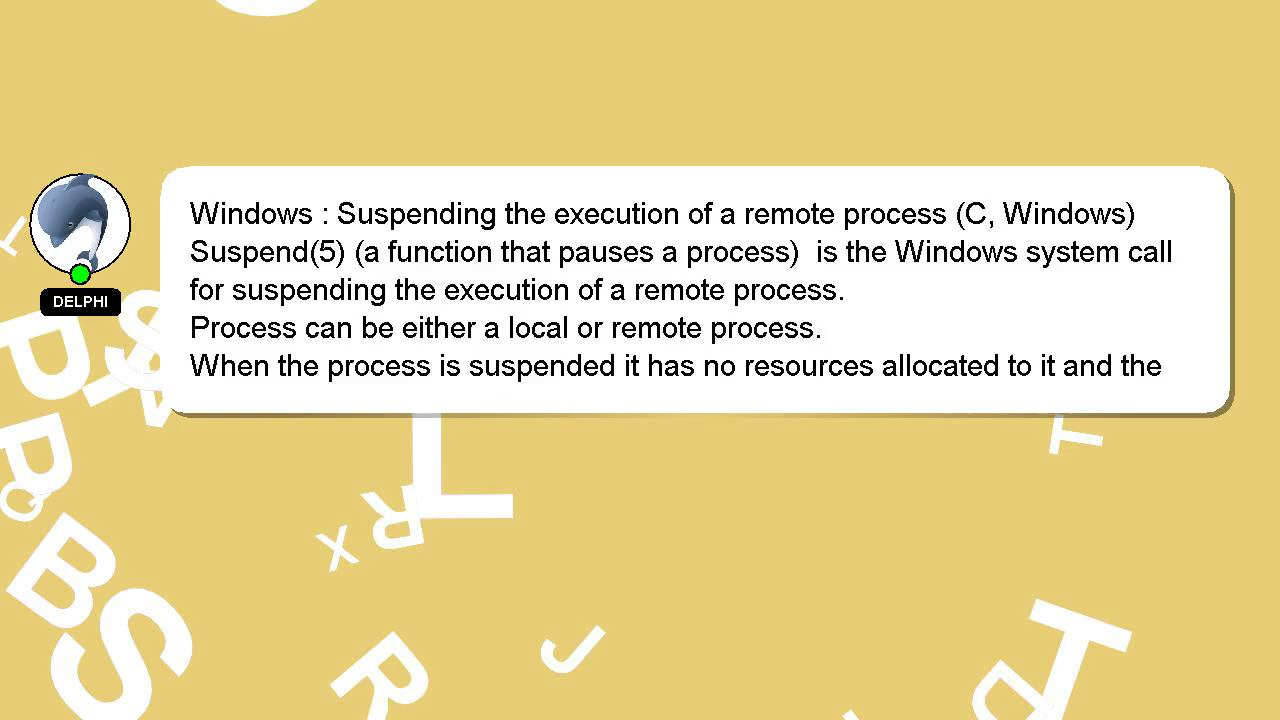 Windows : Suspending the execution of a remote process (C, Windows)
Suspend(5) (a function that pauses a process)  is the Windows system call
for suspending the execution of a remote process.
Process can be either a local or remote process.
When the process is suspended it has no resources allocated to it and the
DELPHI